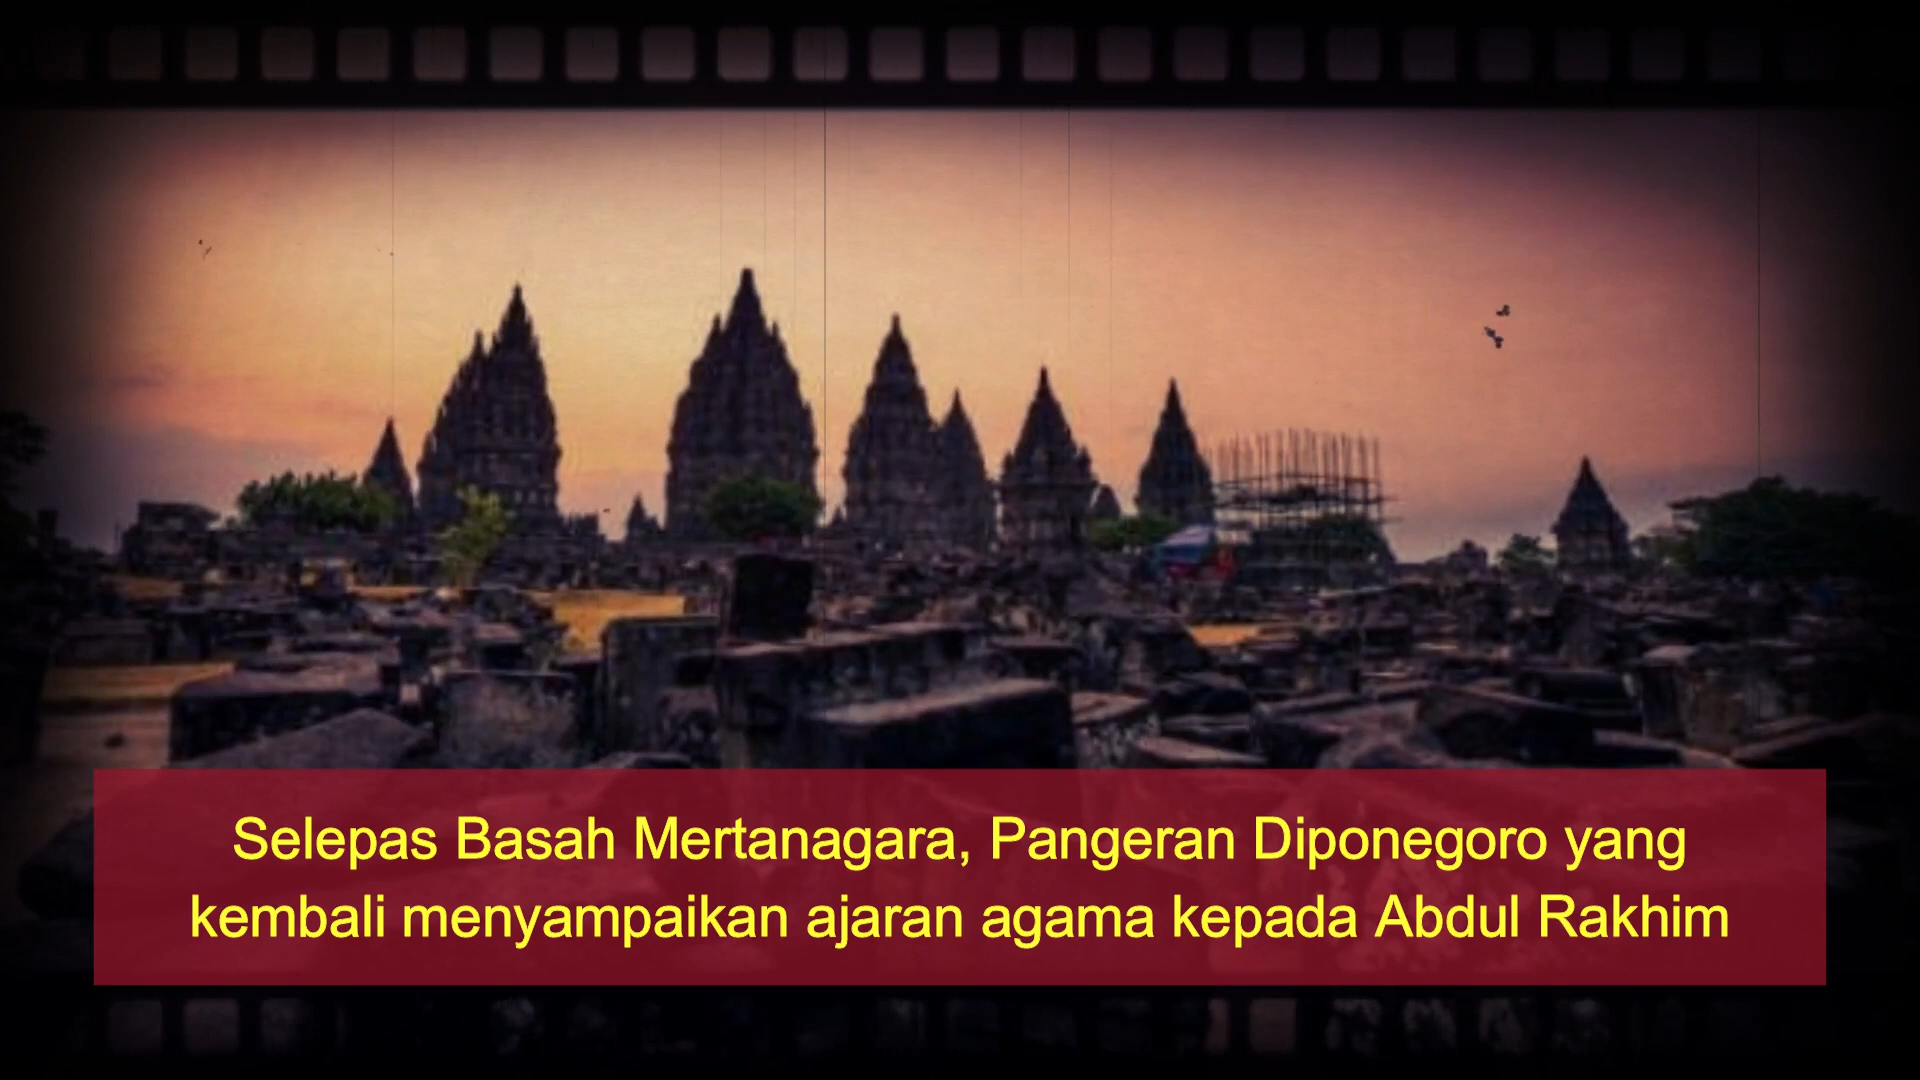 Selepas Basah Mertanagara, Pangeran Diponegoro yang
kembali menyampaikan ajaran agama kepada Abdul Rakhim